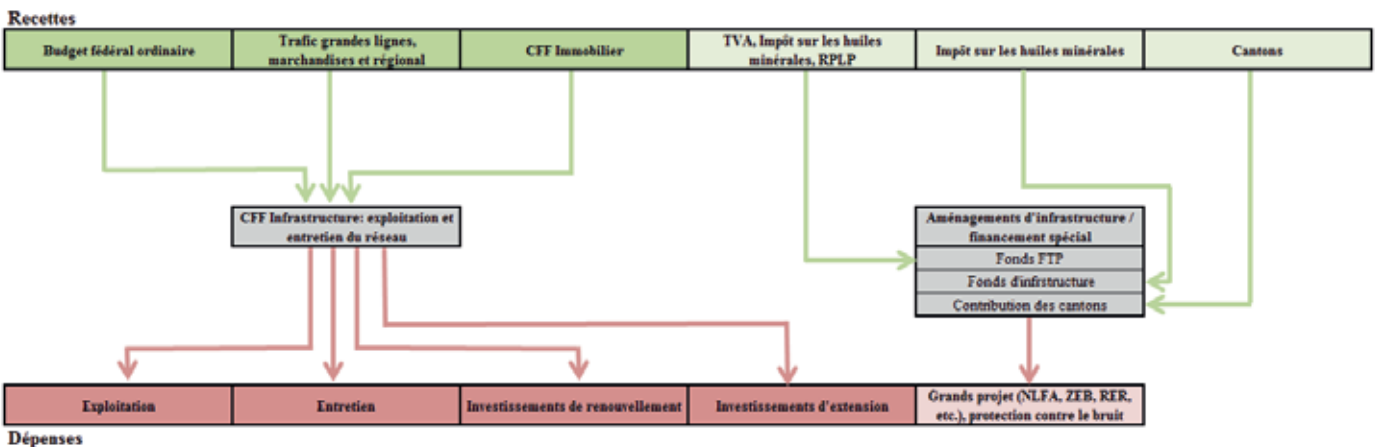 Recettes
Budget fédéral ordinaire
Trafic grandes lignes,
marchandises et régional
CFF Immobilier
TVA, Impôt sur les huiles
minérales, RPLP
Impôt sur les huiles minérales
Cantons
CFF Infrastructure: exploitation et
entretien du réseau
Aménagements d'infrastructure /
financement spécial
Fonds FTP
Fonds d'infrstructure
Contribution des cantons
Exploitation
Entretien
Investissements de renouvellement
Investissements d'extension
Grands projet (NLFA, ZEB, RER,
etc.), protection contre le bruit
Dépenses